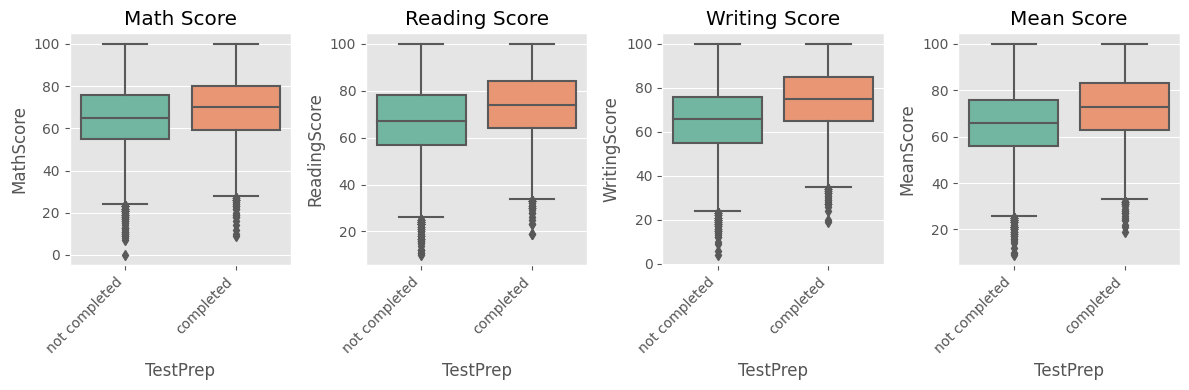 Math Score
100
80
60
40
20
0
MathScore
not completed
completed
TestPrep
Reading Score
100
80
60
40
20
ReadingScore
not completed
completed
TestPrep
Writing Score
100
80
60
40
20
0
WritingScore
not completed
completed
TestPrep
Mean Score
100
80
60
40
20
MeanScore
not completed
completed
TestPrep